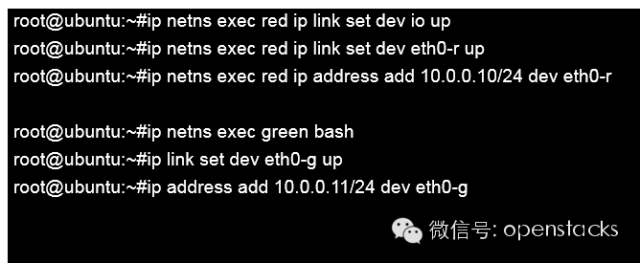 root@ubuntu:~#ip netns exec red ip link set dev io up
root@ubuntu:~#ip netns exec red ip link set dev eth0-r up
root@ubuntu:~#ip netns exec red ip address add 10.0.0.10/24 dev eth0-r
root@ubuntu:~#ip netns exec green bash
root@ubuntu:~#ip link set dev eth0-g up
root@ubuntu:~#ip address add 10.0.0.11/24 dev eth0-g
微信号: openstacks